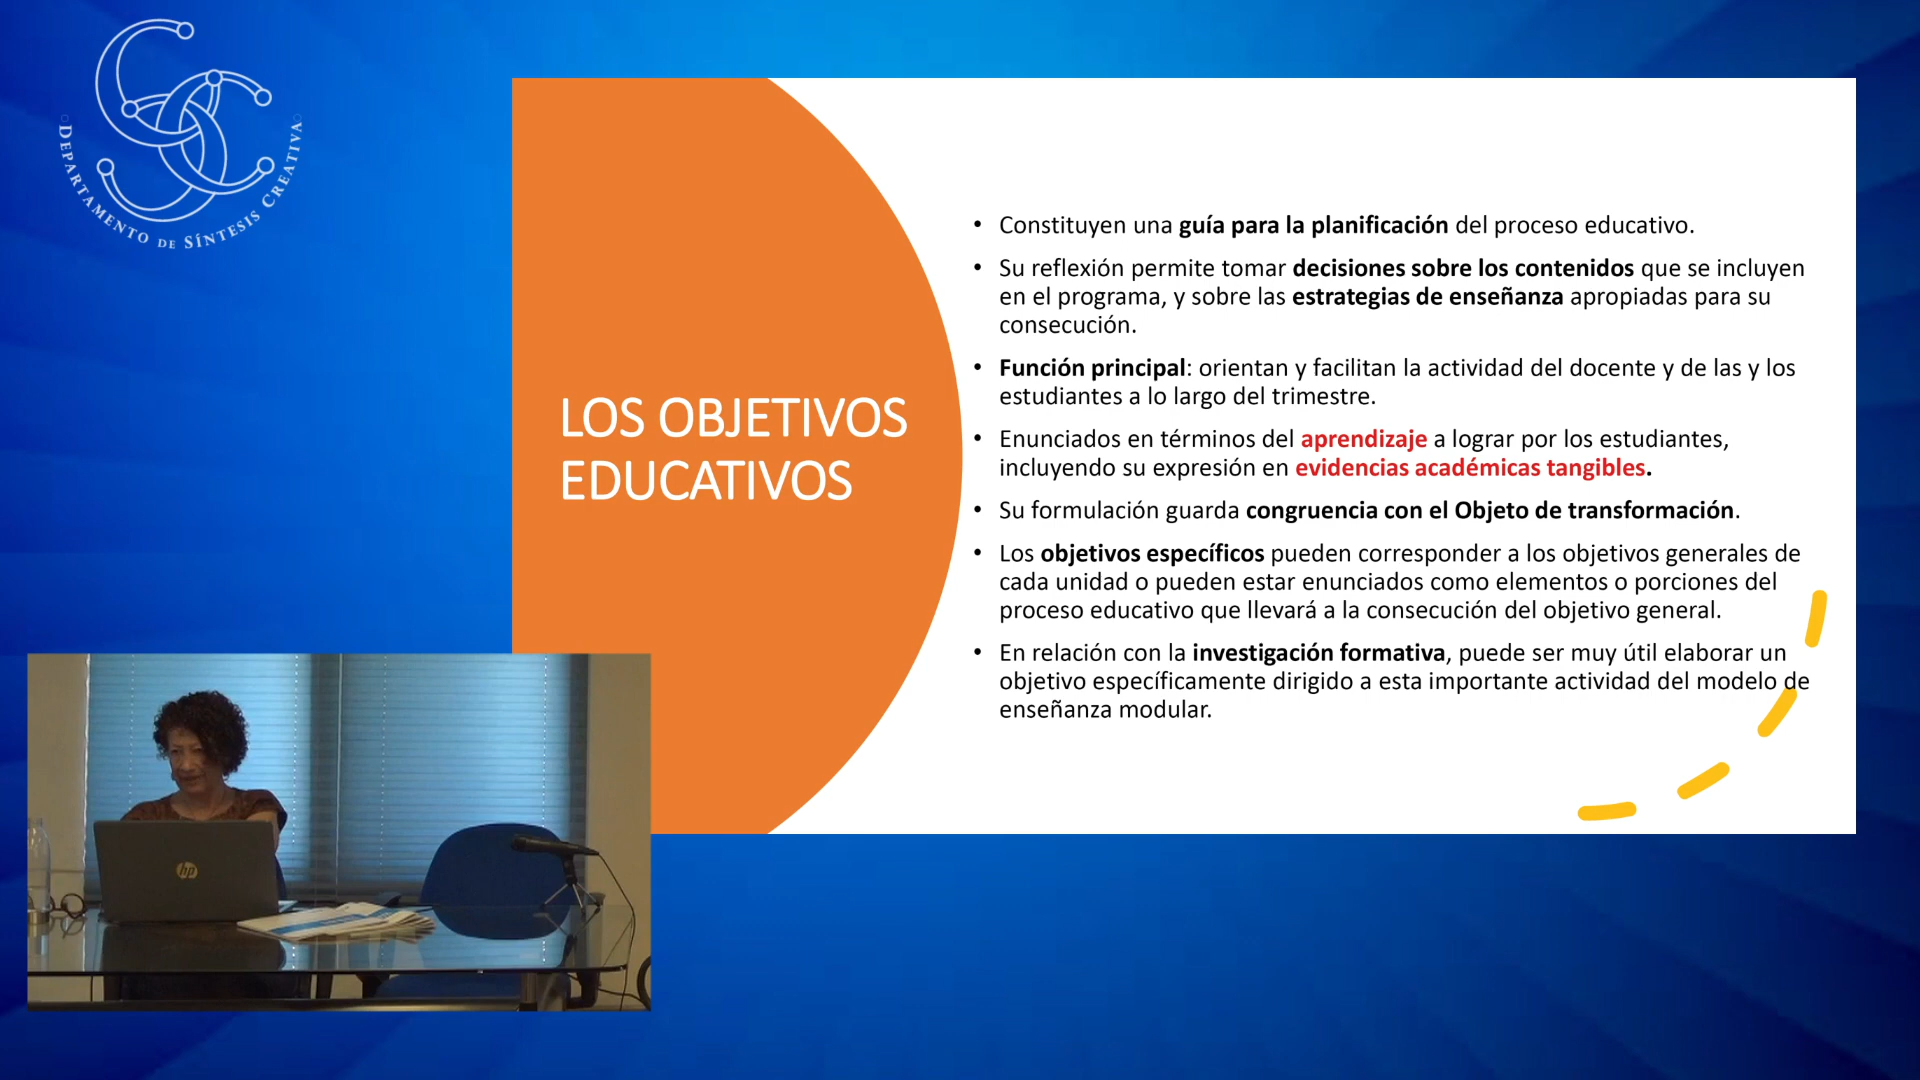 DEPARTAMENTO DE SÍNTESIS CREATIVA
LOS OBJETIVOS
EDUCATIVOS
• Constituyen una guía para la planificación del proceso educativo.
• Su reflexión permite tomar decisiones sobre los contenidos que se incluyen
en el programa, y sobre las estrategias de enseñanza apropiadas para su
consecución.
• Función principal: orientan y facilitan la actividad del docente y de las y los
estudiantes a lo largo del trimestre.
• Enunciados en términos del aprendizaje a lograr por los estudiantes,
incluyendo su expresión en evidencias académicas tangibles.
• Su formulación guarda congruencia con el Objeto de transformación.
• Los objetivos específicos pueden corresponder a los objetivos generales de
cada unidad o pueden estar enunciados como elementos o porciones del
proceso educativo que llevará a la consecución del objetivo general.
• En relación con la investigación formativa, puede ser muy útil elaborar un
objetivo específicamente dirigido a esta importante actividad del modelo de
enseñanza modular.
hp